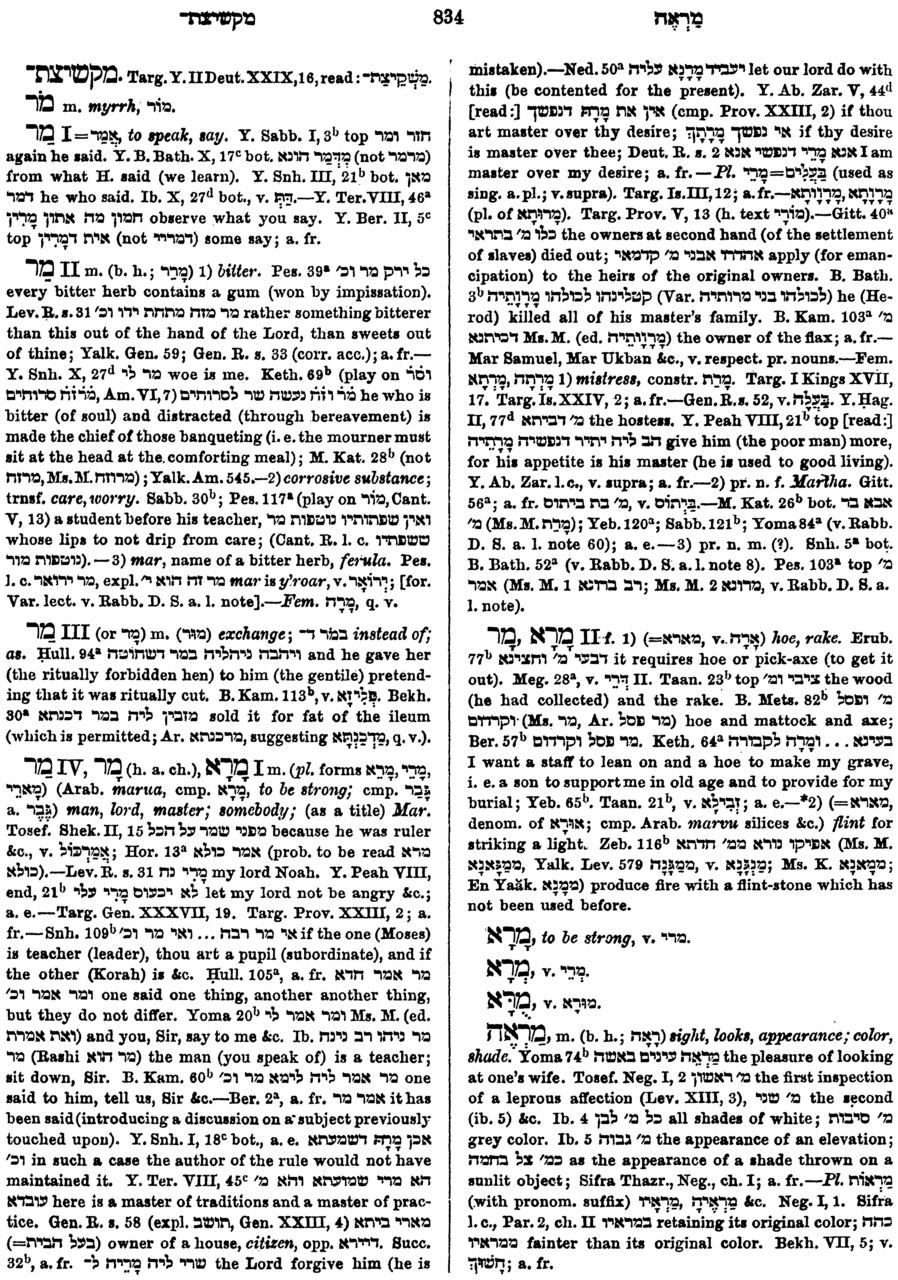 מקשיצת־
834
מַרְאֶה
מקשיצת־. Targ.Y.II Deut.XXIX,16, read: מַשְׁקִיצַת־.
מֹר m. myrrh, מוֹר.
מַר I = אֲמַר, to speak, say. Y. Sabb. I, 3b top חזר ומר
again he said. Y. B. Bath. X, 17c bot. מִדְּמַר הונא (not מרמר)
from what H. said (we learn). Y. Snh. III, 21b bot. מאן
דמר he who said. Ib. X, 27d bot., v. דָּת.—Y. Ter. VIII, 46a
חמון מה אתון מָרִין observe what you say. Y. Ber. II, 5c
top אית דמָרִין (not דמריי) some say; a. fr.
מַר II m. (b. h.; מָרַר) 1) bitter. Pes. 39a כל ירק מר וכ'
every bitter herb contains a gum (won by impissation).
Lev. R. s. 31 מר מזה מתחת ידו וכ' rather something bitterer
than this out of the hand of the Lord, than sweets out
of thine; Yalk. Gen. 59; Gen. R. s. 33 (corr. acc.); a. fr.—
Y. Snh. X, 27d מר לי woe is me. Keth. 69b (play on וסר
מִרְזַח סרוחים, Am. VI, 7) מר וזח נעשה שר לסרוחים he who is
bitter (of soul) and distracted (through bereavement) is
made the chief of those banqueting (i. e. the mourner must
sit at the head at the comforting meal); M. Kat. 28b (not
מרזח, Ms. M. מרוזח); Yalk. Am. 545.—2) corrosive substance;
trnsf. care, worry. Sabb. 30b; Pes. 117a (play on מור, Cant.
V, 13) a student before his teacher, ואין שפתותיו נוטפות מר
whose lips to not drip from care; (Cant. R. l. c. ששפתיו
נוטפות מור).—3) mar, name of a bitter herb, ferula. Pes.
l. c. מר ירואר, expl. מר זה הוא י' mar is y'roar, v. יְרוֹאָר; [for.
Var. lect. v. Rabb. D. S. a. l. note].—Fem. מָרָה, q. v.
מַר III (or מָר) m. (מור) exchange; במר ד־ instead of;
as. Ḥull. 94a ויהבה ניהליה במר דשחוטה and he gave her
(the ritually forbidden hen) to him (the gentile) pretend-
ing that it was ritually cut. B. Kam. 113b, v. פְּלִיזָא. Bekh.
30a מזבין ליה במר דכנתא sold it for fat of the ileum
(which is permitted; Ar. מרכנתא, suggesting מְדַכַּנְתָּא, q. v.).
מַר IV, מָר (h. a. ch.), מָרָא I m. (pl. forms מָרֵא, מָרֵי,
מָארֵי) (Arab. marua, cmp. מְרָא, to be strong; cmp. גְּבַר
a. גֶּבֶר) man, lord, master; somebody; (as a title) Mar.
Tosef. Shek. II, 15 מפני שמר על הכל because he was ruler
&c., v. אֲמַרְכּוֹל; Hor. 13a אמר כולא (prob. to be read מרא
כולא).—Lev. R. s. 31 מָרִי נח my lord Noah. Y. Peah VIII,
end, 21b לא יכעוס מָרִי עלי let my lord not be angry &c.;
a. e.—Targ. Gen. XXXVII, 19. Targ. Prov. XXIII, 2; a.
fr.—Snh. 109b אי מר רבה ... ואי מר וכ' if the one (Moses)
is teacher (leader), thou art a pupil (subordinate), and if
the other (Korah) is &c. Ḥull. 105a, a. fr. מר אמר חדא
ומר אמר וכ' one said one thing, another another thing,
but they do not differ. Yoma 20b ומר אמר לי Ms. M. (ed.
ואת אמרת) and you, Sir, say to me &c. Ib. מר ניהו רב נינח
מר (Rashi מר הוא) the man (you speak of) is a teacher;
sit down, Sir. B. Kam. 60b מר אמר ליה לימא מר וכ' one
said to him, tell us, Sir &c.—Ber. 2a, a. fr. אמר מר it has
been said (introducing a discussion on a subject previously
touched upon). Y. Snh. I, 18c bot., a. e. אכן מָרָהּ דשמעתא
וכ' in such a case the author of the rule would not have
maintained it. Y. Ter. VIII, 45c הא מרי שמועתא והא מ'
עובדא here is a master of traditions and a master of prac-
tice. Gen. R. s. 58 (expl. תושב, Gen. XXIII, 4) מארי ביתא
(=בעל הבית) owner of a house, citizen, opp. דיירא. Succ.
32b, a. fr. שרי ליה מָרֵיהּ ל־ the Lord forgive him (he is
mistaken).—Ned. 50a יעביד מָרָנָא עליה let our lord do with
this (be contented for the present). Y. Ab. Zar. V, 44d
[read:] אין את מָרָהּ דנפשך (cmp. Prov. XXIII, 2) if thou
art master over thy desire; אי נפשך מָרָתָךְ if thy desire
is master over thee; Deut. R. s. 2 אנא מָרֵי דנפשי אנא I am
master over my desire; a. fr.—Pl. מָרֵי=בְּעָלִים (used as
sing. a. pl.; v. supra). Targ. Is. III, 12; a. fr.—מָרְוָותָא, מָרָוָותָא
(pl. of מָרוּתָא). Targ. Prov. V, 13 (h. text מוֹרָי).—Gitt. 40a
כלו מ' בתראי the owners at second hand (of the settlement
of slaves) died out; אהדרו אבני מ' קדמאי apply (for eman-
cipation) to the heirs of the original owners. B. Bath.
3b קטלינהו לכולהו מָרְוָתֵיהּ (Var. לכולהו בני מרותיה) he (He-
rod) killed all of his master's family. B. Kam. 103a מ'
דכיתנא Ms. M. (ed. מָרְוָותֵיהּ) the owner of the flax; a. fr.—
Mar Samuel, Mar Ukban &c., v. respect. pr. nouns.—Fem.
מָרְתָא, מָרְתָה 1) mistress, constr. מָרַת. Targ. I Kings XVII,
17. Targ. Is. XXIV, 2; a. fr.—Gen. R. s. 52, v. בַּעֲלָה. Y. Ḥag.
II, 77d מ' דביתא the hostess. Y. Peah VIII, 21b top [read:]
הב ליה יתיר דנפשיה מָרָתֵיהּ give him (the poor man) more,
for his appetite is his master (he is used to good living).
Y. Ab. Zar. l. c., v. supra; a. fr.—2) pr. n. f. Martha. Gitt.
56a; a. fr. מ' בת ביתוס, v. בַּיְתוֹס.—M. Kat. 26b bot. אבא בר
מ' (Ms. M. מָרַת); Yeb. 120a; Sabb. 121b; Yoma 84a (v. Rabb.
D. S. a. l. note 60); a. e.—3) pr. n. m. (?). Snh. 5a bot.
B. Bath. 52a (v. Rabb. D. S. a. l. note 8). Pes. 103a top מ'
אמר (Ms. M. 1 רב ברונא; Ms. M. 2 מרונא, v. Rabb. D. S. a.
l. note).
מָרָא, מַר II f. 1) (=מארא, v. אָרָה) hoe, rake. Erub.
77b דבעי מ' וחצינא it requires hoe or pick-axe (to get it
out). Meg. 28a, v. דְּרֵי II. Taan. 23b top ציבי ומ' the wood
(he had collected) and the rake. B. Mets. 82b מ' ופסל
וקרדום (Ms. מר, Ar. מר פסל) hoe and mattock and axe;
Ber. 57b מר פסל וקרדום. Keth. 64a בעינא ... ומָרָה לקבורה
I want a staff to lean on and a hoe to make my grave,
i. e. a son to support me in old age and to provide for my
burial; Yeb. 65b. Taan. 21b, v. זְבִילָא; a. e.—*2) (=מארא,
denom. of אוּרָא; cmp. Arab. marvu silices &c.) flint for
striking a light. Zeb. 116b אפיקו נורא ממ' חדתא (Ms. M.
מְמַגָּנָא, Yalk. Lev. 579 מִמַּגָּנָה; v. מַנְגָּנָא; Ms. K. ממאנא;
En Yaäk. מִמָּנָא) produce fire with a flint-stone which has
not been used before.
מְרָא, to be strong, v. מרי.
מְרָא, v. מְרֵי.
מֻרָּא, v. מורא.
מַרְאֶה, m. (b. h.; רָאָה) sight, looks, appearance; color,
shade. Yoma 74b מַרְאֵה עינים באשה the pleasure of looking
at one's wife. Tosef. Neg. I, 2 מ' ראשון the first inspection
of a leprous affection (Lev. XIII, 3), מ' שני the second
(ib. 5) &c. Ib. 4 כל מ' לבן all shades of white; מ' סיבות
grey color. Ib. 5 מ' גבוה the appearance of an elevation;
כמ' צל בחמה as the appearance of a shade thrown on a
sunlit object; Sifra Thazr., Neg., ch. I; a. fr.—Pl. מַרְאוֹת
(with pronom. suffix) מַרְאָיו, מַרְאֶיהָ &c. Neg. I, 1. Sifra
l. c., Par. 2, ch. II במראיו retaining its original color; כהה
ממראיו fainter than its original color. Bekh. VII, 5; v.
חָשׁוּךְ; a. fr.